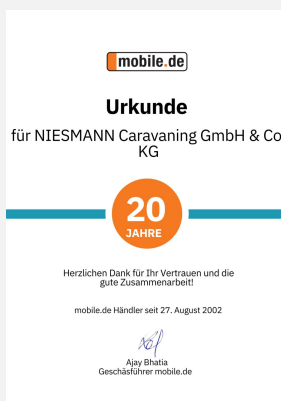 mobile.de
Urkunde
für NIESMANN Caravaning GmbH & Co
KG
20
JAHRE
Herzlichen Dank für Ihr Vertrauen und die
gute Zusammenarbeit!
mobile.de Händler seit 27. August 2002
Ajay Bhatia
Geschäsführer mobile.de